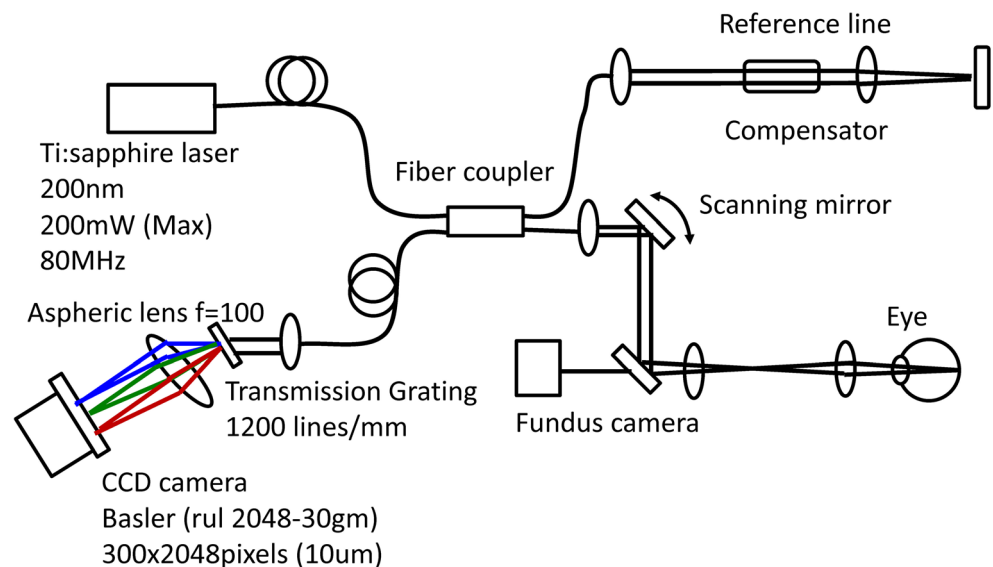 Reference line
Compensator
Ti:sapphire laser
200nm
200mW (Max)
80MHz
Fiber coupler
Scanning mirror
Aspheric lens f=100
Eye
Transmission Grating
1200 lines/mm
Fundus camera
CCD camera
Basler (rul 2048-30gm)
300x2048pixels (10um)